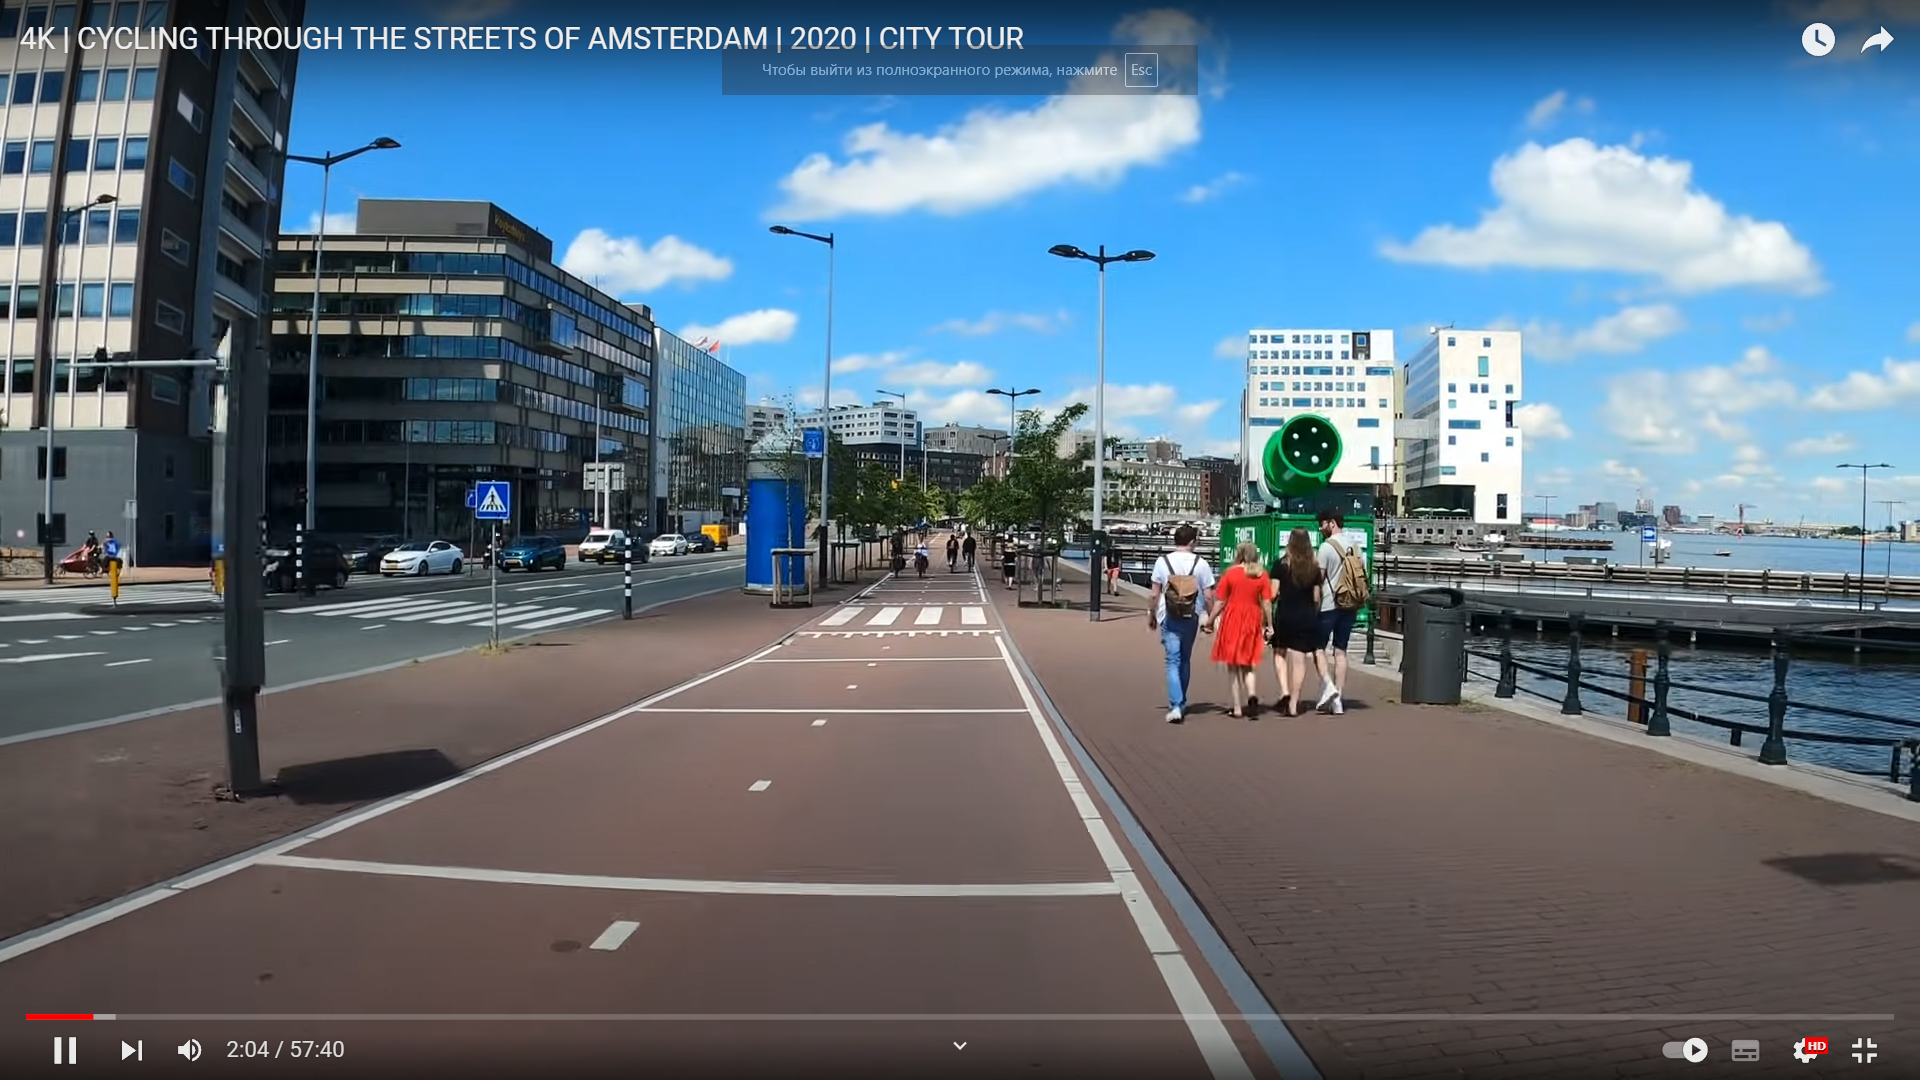 4K | CYCLING THROUGH THE STREETS OF AMSTERDAM | 2020 | CITY TOUR
Чтобы выйти из полноэкранного режима, нажмите Esc
2:04 / 57:40
HD